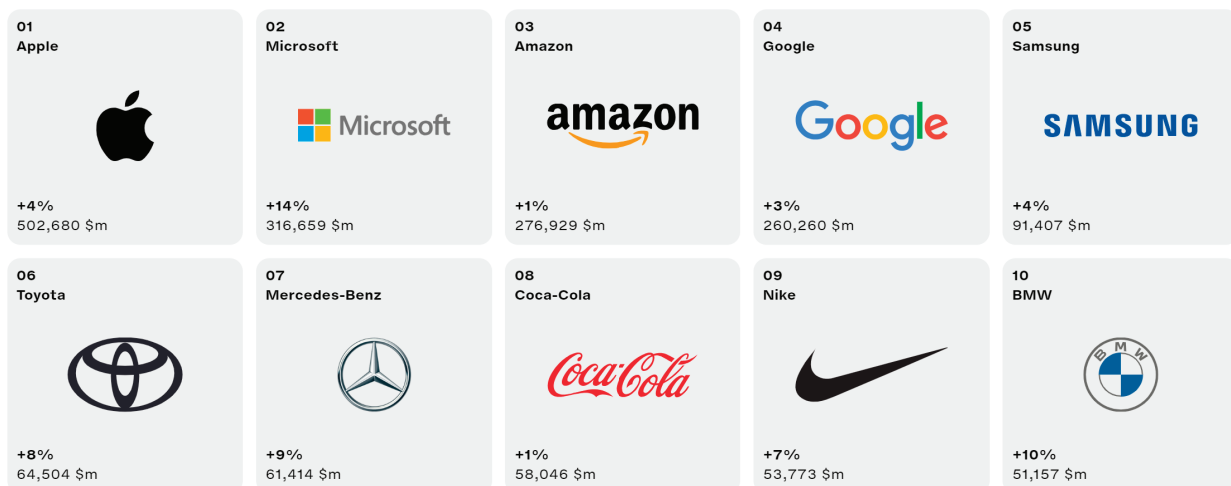 01
Apple
+4%
502,680 $m
02
Microsoft
Microsoft
+14%
316,659 $m
03
Amazon
amazon
+1%
276,929 $m
04
Google
Google
+3%
260,260 $m
05
Samsung
SAMSUNG
+4%
91,407 $m
06
Toyota
+8%
64,504 $m
07
Mercedes-Benz
+9%
61,414 $m
08
Coca-Cola
Coca-Cola
+1%
58,046 $m
09
Nike
+7%
53,773 $m
10
BMW
BMW
+10%
51,157 $m